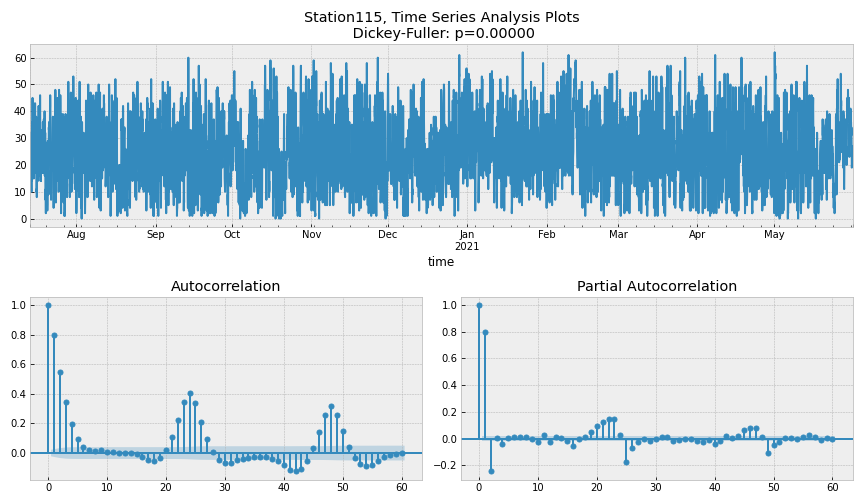 Station115, Time Series Analysis Plots
Dickey-Fuller: p=0.00000
60
50
40
30
20
10
0
Aug Sep Oct Nov Dec Jan Feb Mar Apr May
2021
time
Autocorrelation
1.0
0.8
0.6
0.4
0.2
0.0
0 10 20 30 40 50 60
Partial Autocorrelation
1.0
0.8
0.6
0.4
0.2
0.0
−0.2
0 10 20 30 40 50 60